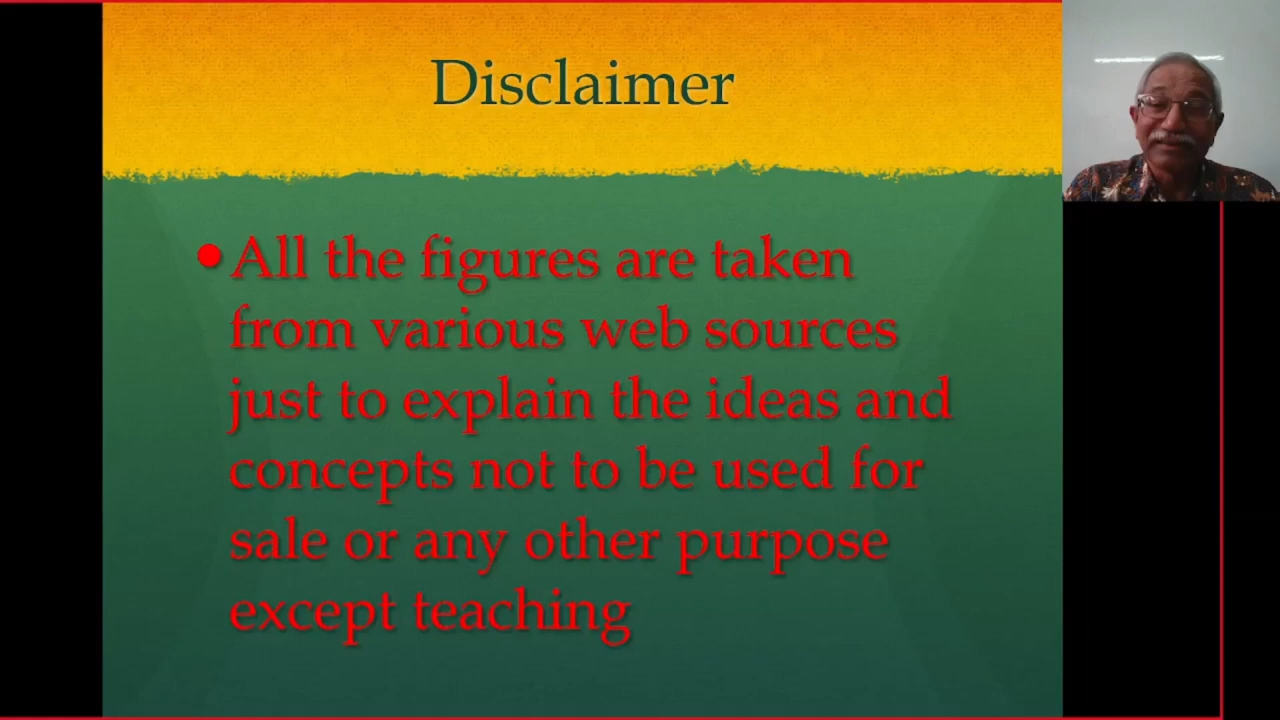 Disclaimer
•All the figures are taken
from various web sources
just to explain the ideas and
concepts not to be used for
sale or any other purpose
except teaching